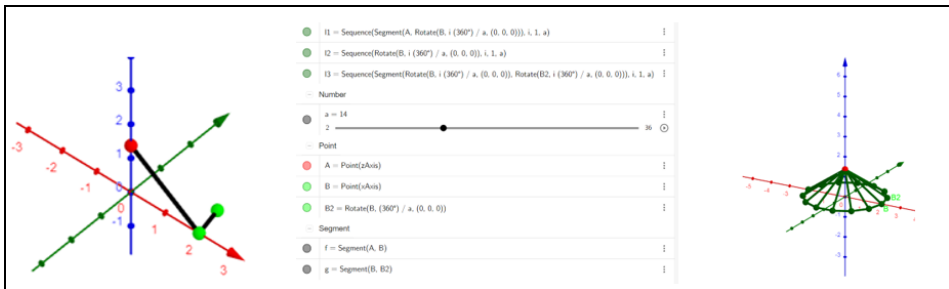 3
2
1
0
-1
-3
-2
-1
0
1
2
3
l1 = Sequence(Segment(A, Rotate(B, i (360°) / a, (0, 0, 0))), i, 1, a)
l2 = Sequence(Rotate(B, i (360°) / a, (0, 0, 0)), i, 1, a)
l3 = Sequence(Segment(Rotate(B, i (360°) / a, (0, 0, 0)), Rotate(B2, i (360°) / a, (0, 0, 0))), i, 1, a)
Number
a = 14
2 36
Point
A = Point(zAxis)
B = Point(xAxis)
B2 = Rotate(B, (360°) / a, (0, 0, 0))
Segment
f = Segment(A, B)
g = Segment(B, B2)
B2